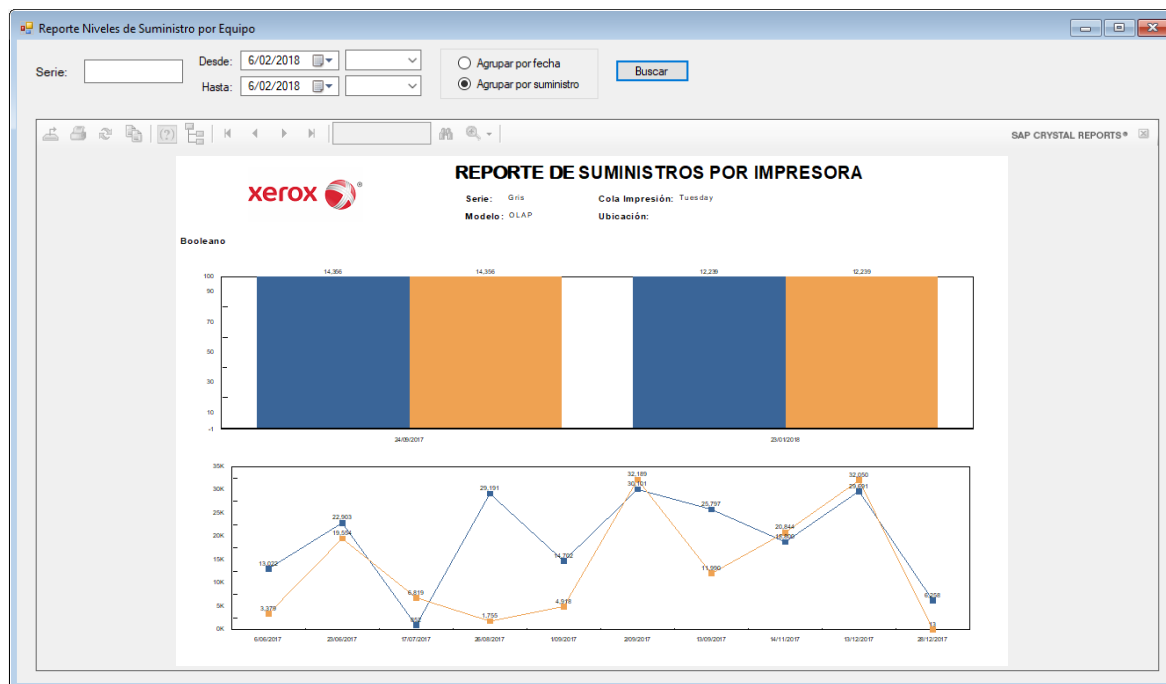 Reporte Niveles de Suministro por Equipo
Serie:
Desde: 6/02/2018
Hasta: 6/02/2018
Agrupar por fecha
Agrupar por suministro
Buscar
SAP CRYSTAL REPORTS®
xerox
REPORTE DE SUMINISTROS POR IMPRESORA
Serie: Gris Cola Impresión: Tuesday
Modelo: OLAP Ubicación:
Booleano
14,356 14,356 12,239 12,239
100
90
70
50
30
10
-1
24/09/2017 23/01/2018
35K
30K
25K
20K
15K
10K
5K
0K
13,022 22,903 29,191 14,702 30,101 25,797 29,691 6,258
3,379 19,554 6,819 1,755 4,918 32,189 11,990 20,844 32,050 13
6/06/2017 23/06/2017 17/07/2017 26/08/2017 1/09/2017 2/09/2017 13/09/2017 14/11/2017 13/12/2017 28/12/2017